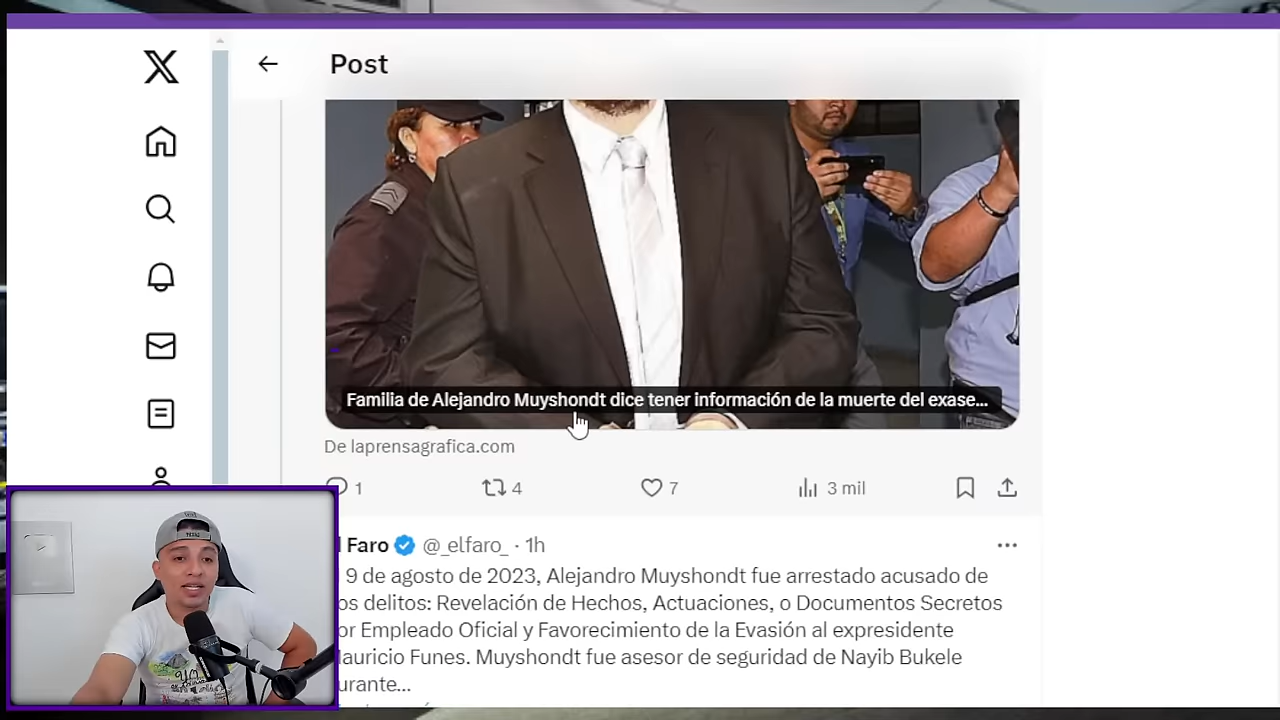 Post
Familia de Alejandro Muyshondt dice tener información de la muerte del exase...
De laprensagrafica.com
1 4 7 3 mil
Faro @_elfaro_ · 1h
9 de agosto de 2023, Alejandro Muyshondt fue arrestado acusado de
os delitos: Revelación de Hechos, Actuaciones, o Documentos Secretos
or Empleado Oficial y Favorecimiento de la Evasión al expresidente
auricio Funes. Muyshondt fue asesor de seguridad de Nayib Bukele
urante...